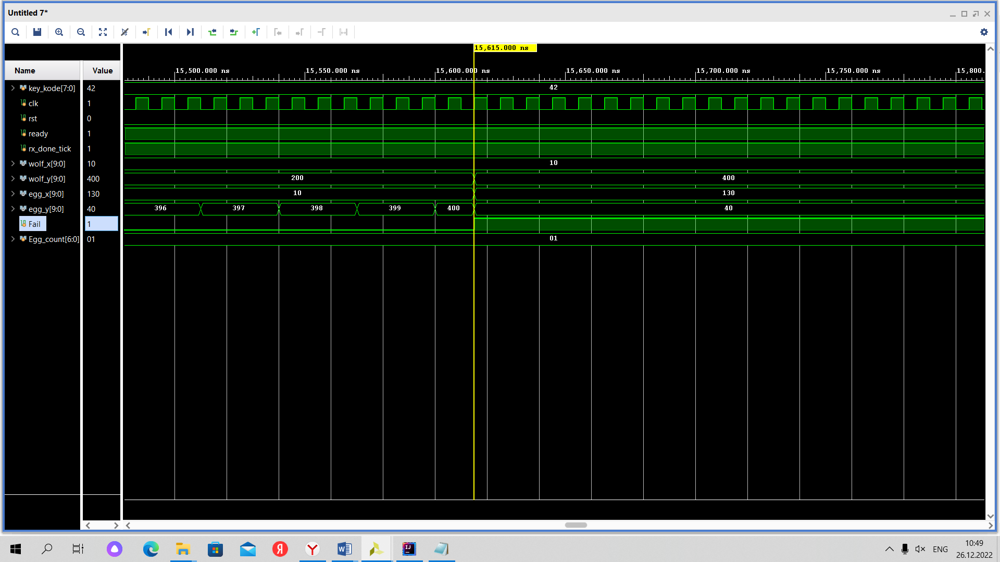 Untitled 7*
15,615.000 ns
Name Value
15,500.000 ns 15,550.000 ns 15,600.000 ns 15,650.000 ns 15,700.000 ns 15,750.000 ns 15,800.
key_kode[7:0] 42 42
clk 1
rst 0
ready 1
rx_done_tick 1
wolf_x[9:0] 10 10
wolf_y[9:0] 400 200 400
egg_x[9:0] 130 10 130
egg_y[9:0] 40 396 397 398 399 400 40
Fail 1
Egg_count[6:0] 01 01
Я Y W IJ ENG
10:49
26.12.2022